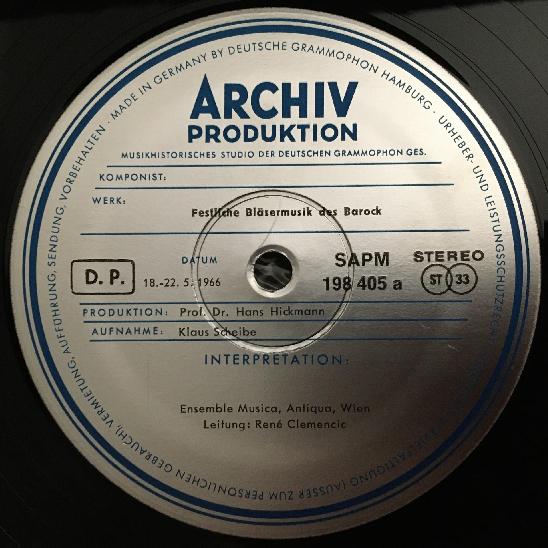 MADE IN GERMANY BY DEUTSCHE GRAMMOPHON HAMBURG · URHEBER- UND LEISTUNGSSCHUTZRE
(AUSSER ZUM PERSÖNLICHEN GEBRAUCH), VERMIETUNG, AUFFÜHRUNG, SENDUNG, VORBEHALTEN ·
ARCHIV
PRODUKTION
MUSIKHISTORISCHES STUDIO DER DEUTSCHEN GRAMMOPHON GES.
KOMPONIST:
WERK:
Festliche Bläsermusik des Barock
D. P.
DATUM
18.-22. 5. 1966
SAPM
198 405 a
STEREO
ST 33
PRODUKTION: Prof. Dr. Hans Hickmann
AUFNAHME: Klaus Scheibe
INTERPRETATION:
Ensemble Musica, Antiqua, Wien
Leitung: René Clemencic